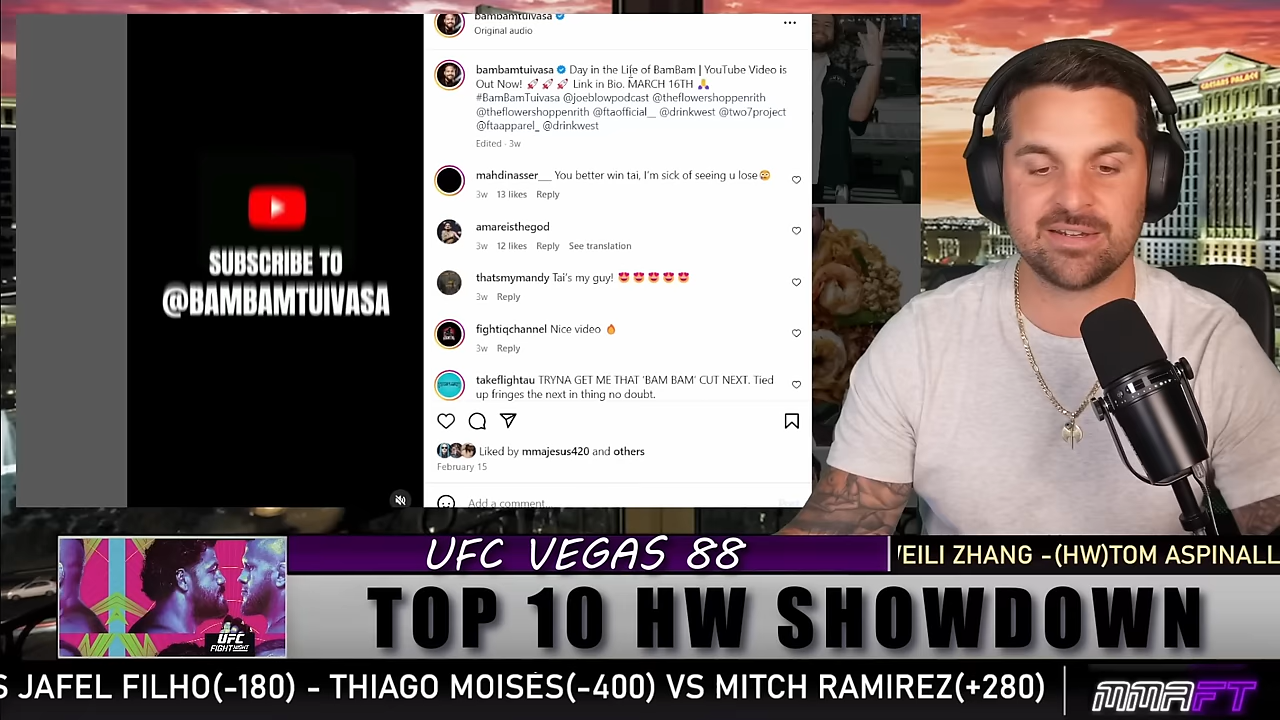 bambamtuivasa
Original audio
bambamtuivasa Day in the Life of BamBam | YouTube Video is
Out Now! 🚀🚀🚀 Link in Bio. MARCH 16TH 🙏
#BamBamTuivasa @joeblowpodcast @theflowershoppenrith
@theflowershoppenrith @ftaofficial__ @drinkwest @two7project
@ftaapparel_ @drinkwest
Edited · 3w
mahdinasser__ You better win tai, I'm sick of seeing u lose😳
3w 13 likes Reply
amareisthegod
3w 12 likes Reply See translation
thatsmymandy Tai's my guy! 😍😍😍😍😍
3w Reply
fightiqchannel Nice video 🔥
3w Reply
takeflightau TRYNA GET ME THAT 'BAM BAM' CUT NEXT. Tied
up fringes the next in thing no doubt.
Liked by mmajesus420 and others
February 15
Add a comment...
SUBSCRIBE TO
@BAMBAMTUIVASA
CAESARS PALACE
UFC VEGAS 88
EILI ZHANG -(HW)TOM ASPINALL
TOP 10 HW SHOWDOWN
UFC
FIGHT NIGHT
S JAFEL FILHO(-180) - THIAGO MOISÉS(-400) VS MITCH RAMIREZ(+280)
MMAFT